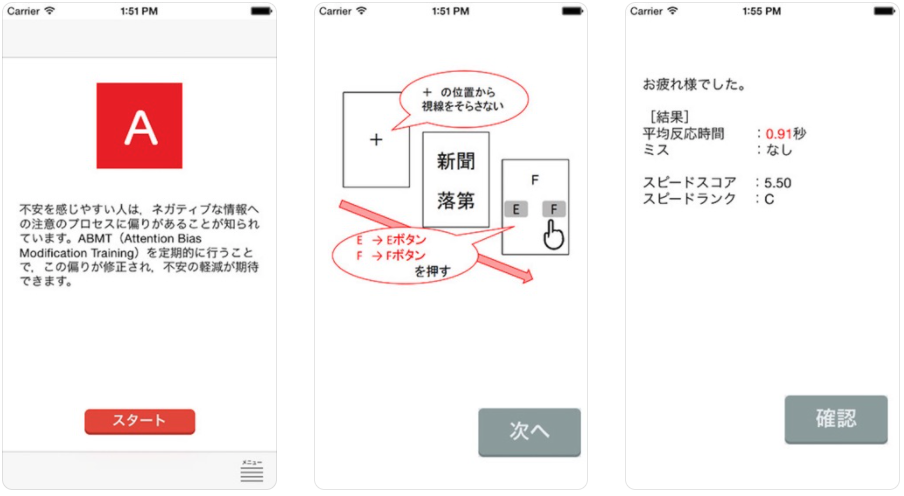 Carrier 1:51 PM
A
不安を感じやすい人は，ネガティブな情報へ
の注意のプロセスに偏りがあることが知られ
ています。ABMT（Attention Bias
Modification Training）を定期的に行うこと
で，この偏りが修正され，不安の軽減が期待
できます。
スタート
メニュー
Carrier 1:51 PM
＋ の位置から
視線をそらさない
＋
新聞
落第
F
E F
E →Eボタン
F →Fボタン
を押す
次へ
Carrier 1:55 PM
お疲れ様でした。
［結果］
平均反応時間 ：0.91秒
ミス ：なし
スピードスコア ：5.50
スピードランク ：C
確認